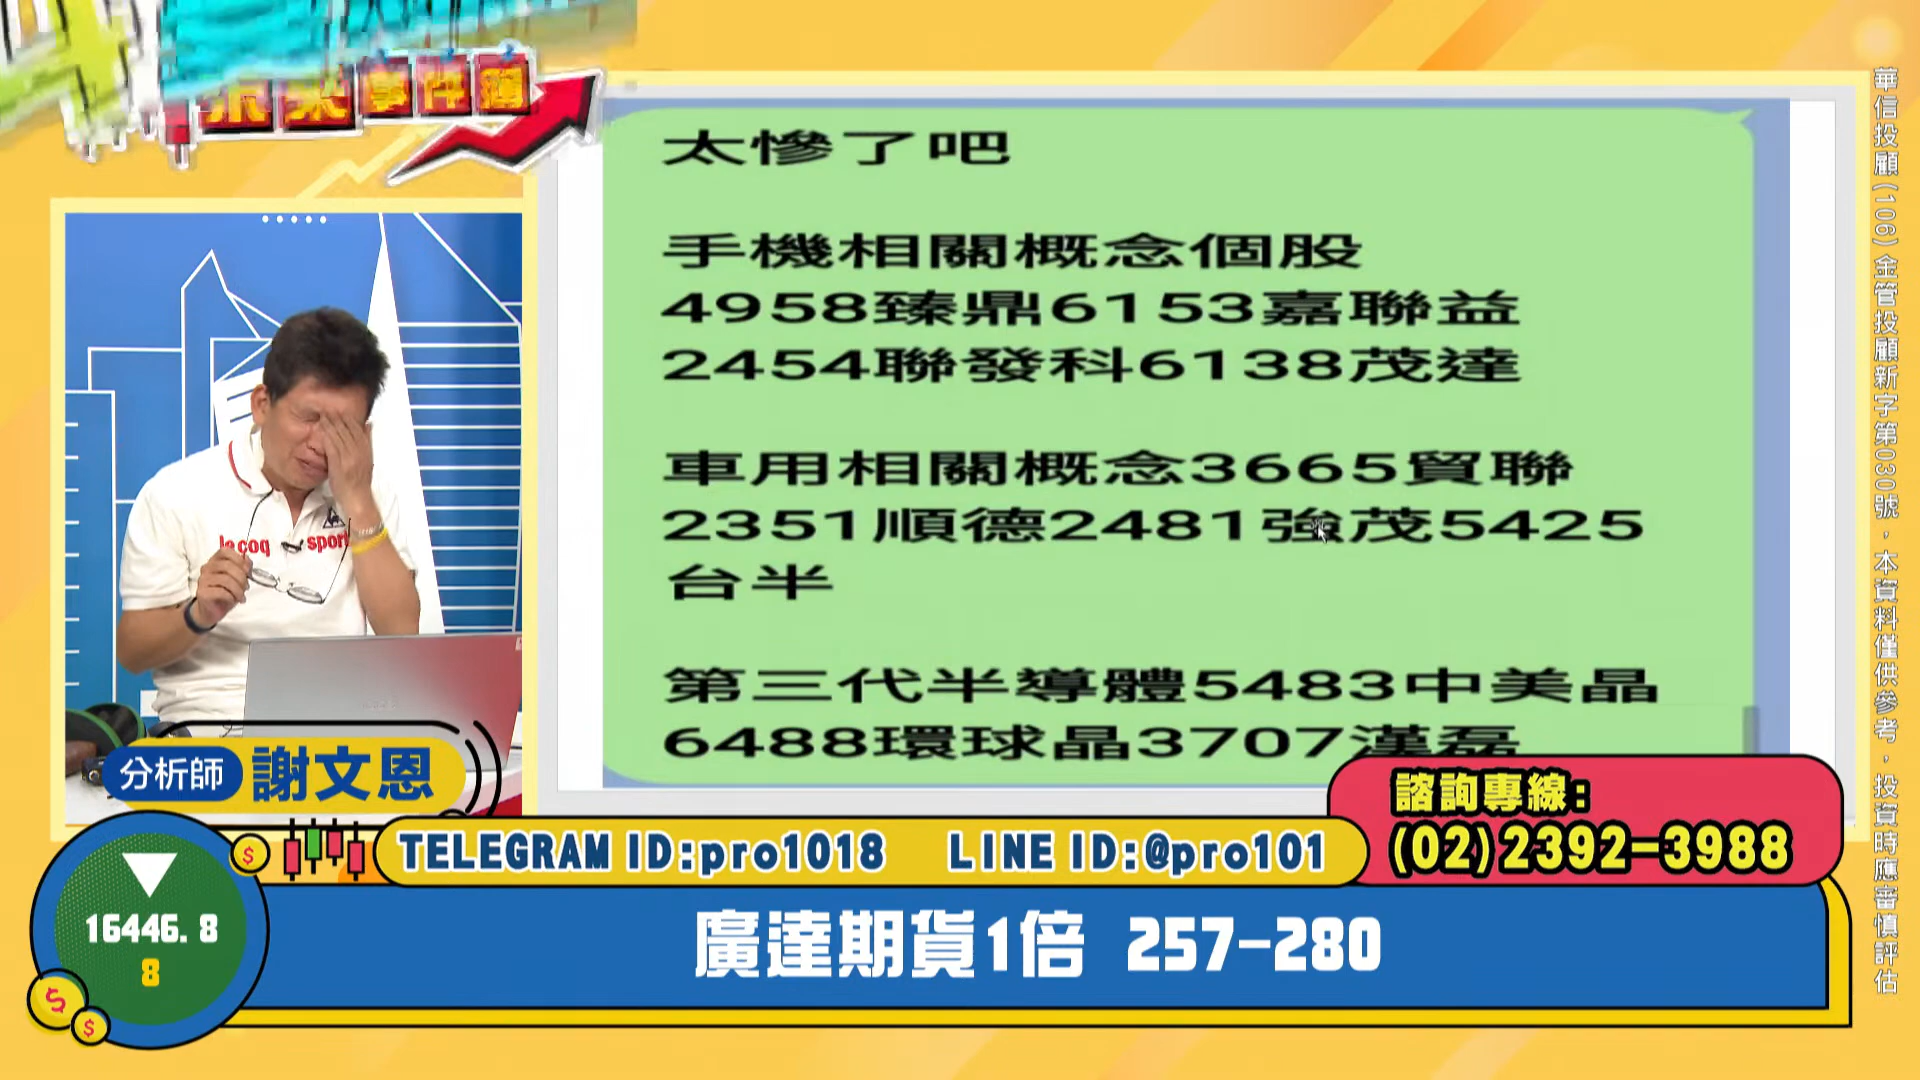 事件簿
太慘了吧
手機相關概念個股
4958臻鼎6153嘉聯益
2454聯發科6138茂達
車用相關概念3665貿聯
2351順德2481強茂5425
台半
第三代半導體5483中美晶
6488環球晶3707漢磊
le coq sport
分析師 謝文恩
諮詢專線:
(02)2392-3988
TELEGRAM ID:pro1018 LINE ID:@pro101
16446.8
8
廣達期貨1倍 257-280
華信投顧(106)金管投顧新字第030號，本資料僅供參考，投資時應審慎評估